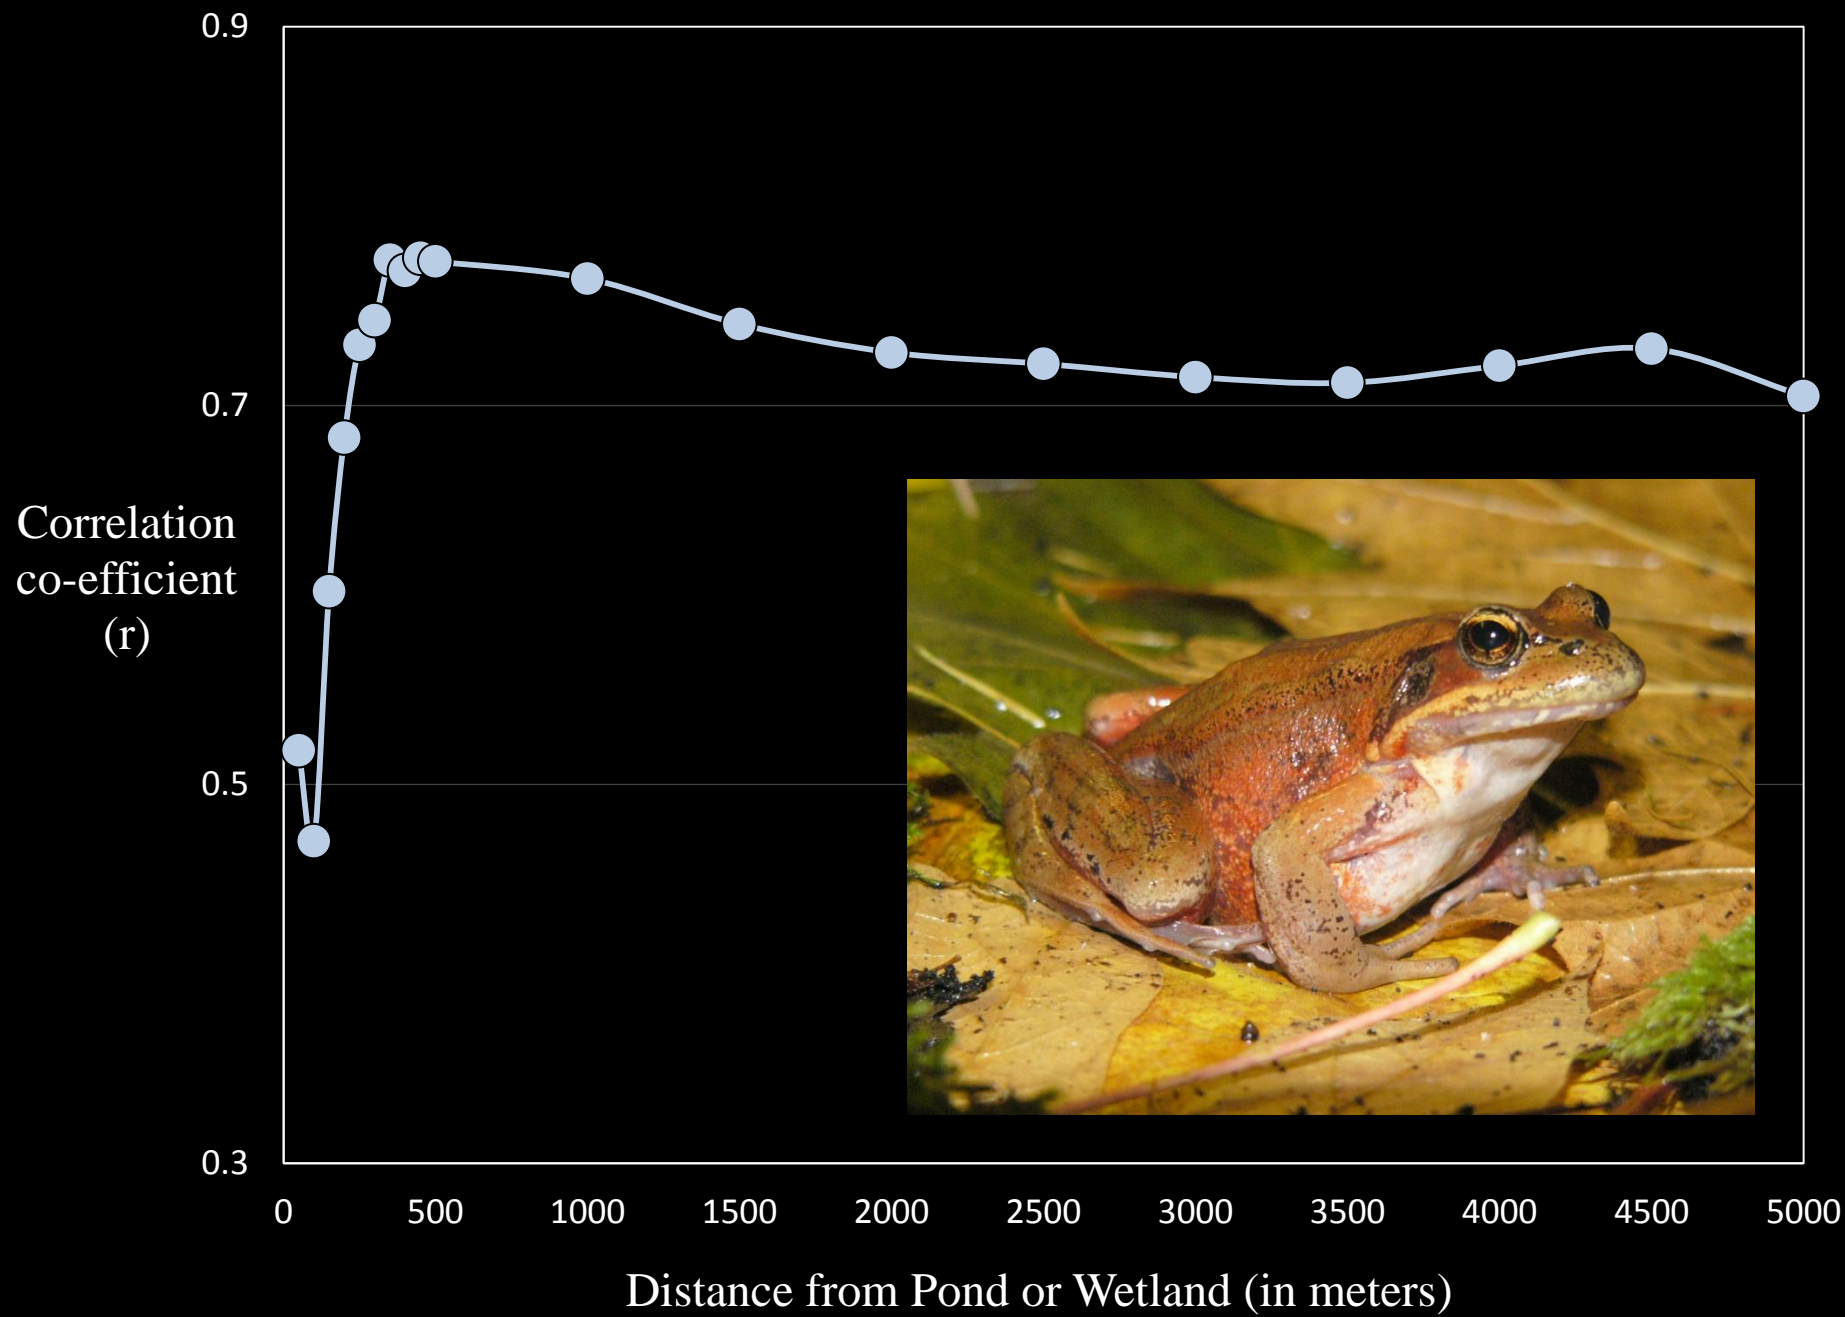 0.9
0.7
0.5
0.3
Correlation
co-efficient
(r)
0 500 1000 1500 2000 2500 3000 3500 4000 4500 5000
Distance from Pond or Wetland (in meters)